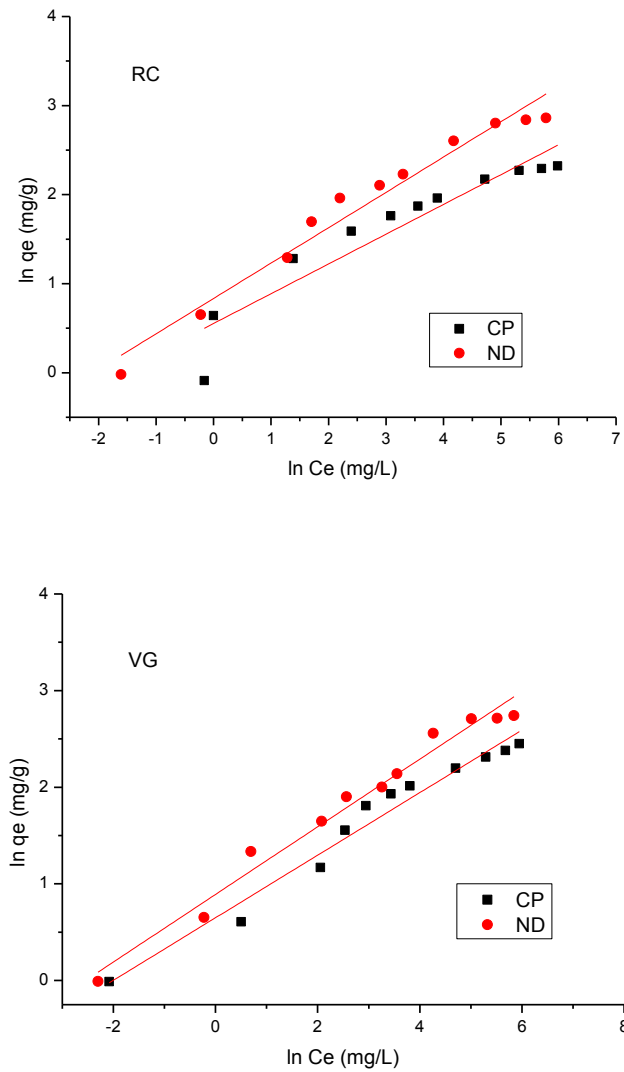 4
RC
3
2
ln qe (mg/g)
1
CP
ND
0
-2 -1 0 1 2 3 4 5 6 7
ln Ce (mg/L)
4
VG
3
2
ln qe (mg/g)
1
CP
ND
0
-2 0 2 4 6 8
ln Ce (mg/L)